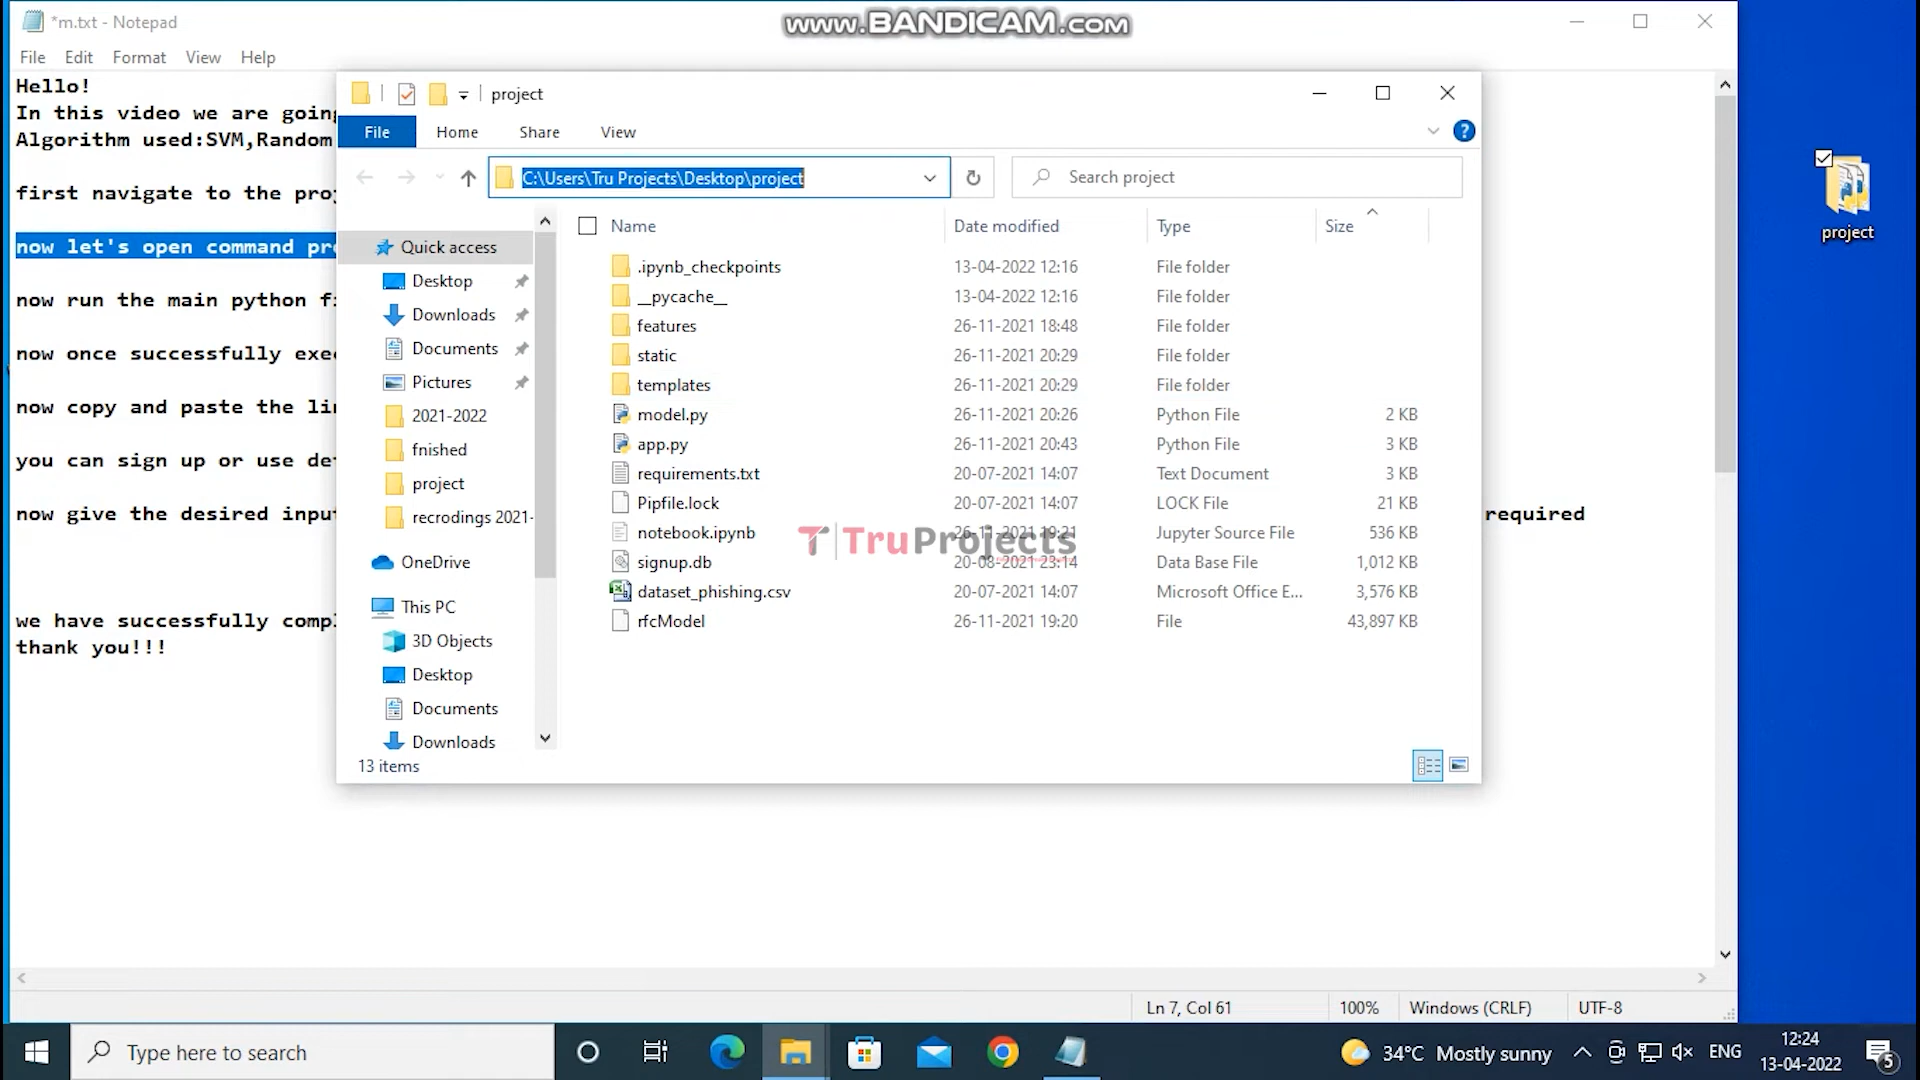 *m.txt - Notepad
www.BANDICAM.com
File Edit Format View Help
Hello!
In this video we are going
Algorithm used:SVM,Random
first navigate to the
now let's open command
now run the main python
now once successfully
now copy and paste the
you can sign up or use
now give the desired
required
we have successfully
thank you!!!
project
File Home Share View
C:\Users\Tru Projects\Desktop\project
Search project
Quick access
Desktop
Downloads
Documents
Pictures
2021-2022
fnished
project
recrodings 2021-
OneDrive
This PC
3D Objects
Desktop
Documents
Downloads
Name Date modified Type Size
.ipynb_checkpoints 13-04-2022 12:16 File folder
__pycache__ 13-04-2022 12:16 File folder
features 26-11-2021 18:48 File folder
static 26-11-2021 20:29 File folder
templates 26-11-2021 20:29 File folder
model.py 26-11-2021 20:26 Python File 2 KB
app.py 26-11-2021 20:43 Python File 3 KB
requirements.txt 20-07-2021 14:07 Text Document 3 KB
Pipfile.lock 20-07-2021 14:07 LOCK File 21 KB
notebook.ipynb 26-11-2021 19:21 Jupyter Source File 536 KB
TruProjects
signup.db 20-08-2021 23:14 Data Base File 1,012 KB
dataset_phishing.csv 20-07-2021 14:07 Microsoft Office E... 3,576 KB
rfcModel 26-11-2021 19:20 File 43,897 KB
13 items
project
Ln 7, Col 61 100% Windows (CRLF) UTF-8
Type here to search
34°C Mostly sunny
ENG
12:24
13-04-2022
5